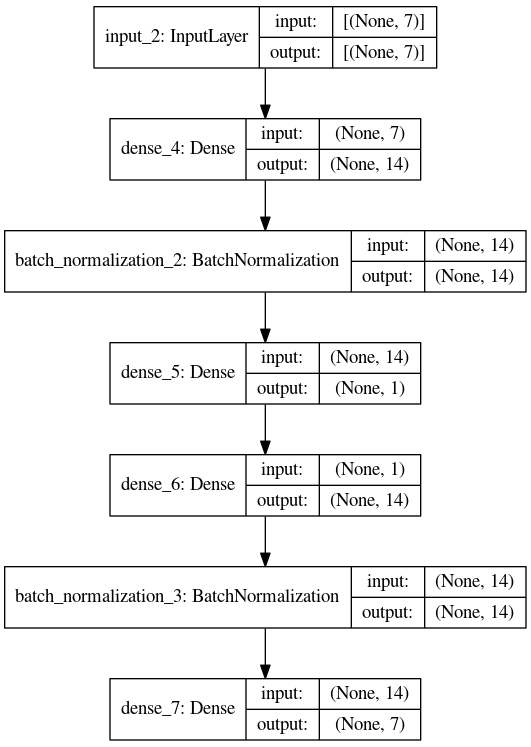 input_2: InputLayer
input: [(None, 7)]
output: [(None, 7)]
dense_4: Dense
input: (None, 7)
output: (None, 14)
batch_normalization_2: BatchNormalization
input: (None, 14)
output: (None, 14)
dense_5: Dense
input: (None, 14)
output: (None, 1)
dense_6: Dense
input: (None, 1)
output: (None, 14)
batch_normalization_3: BatchNormalization
input: (None, 14)
output: (None, 14)
dense_7: Dense
input: (None, 14)
output: (None, 7)